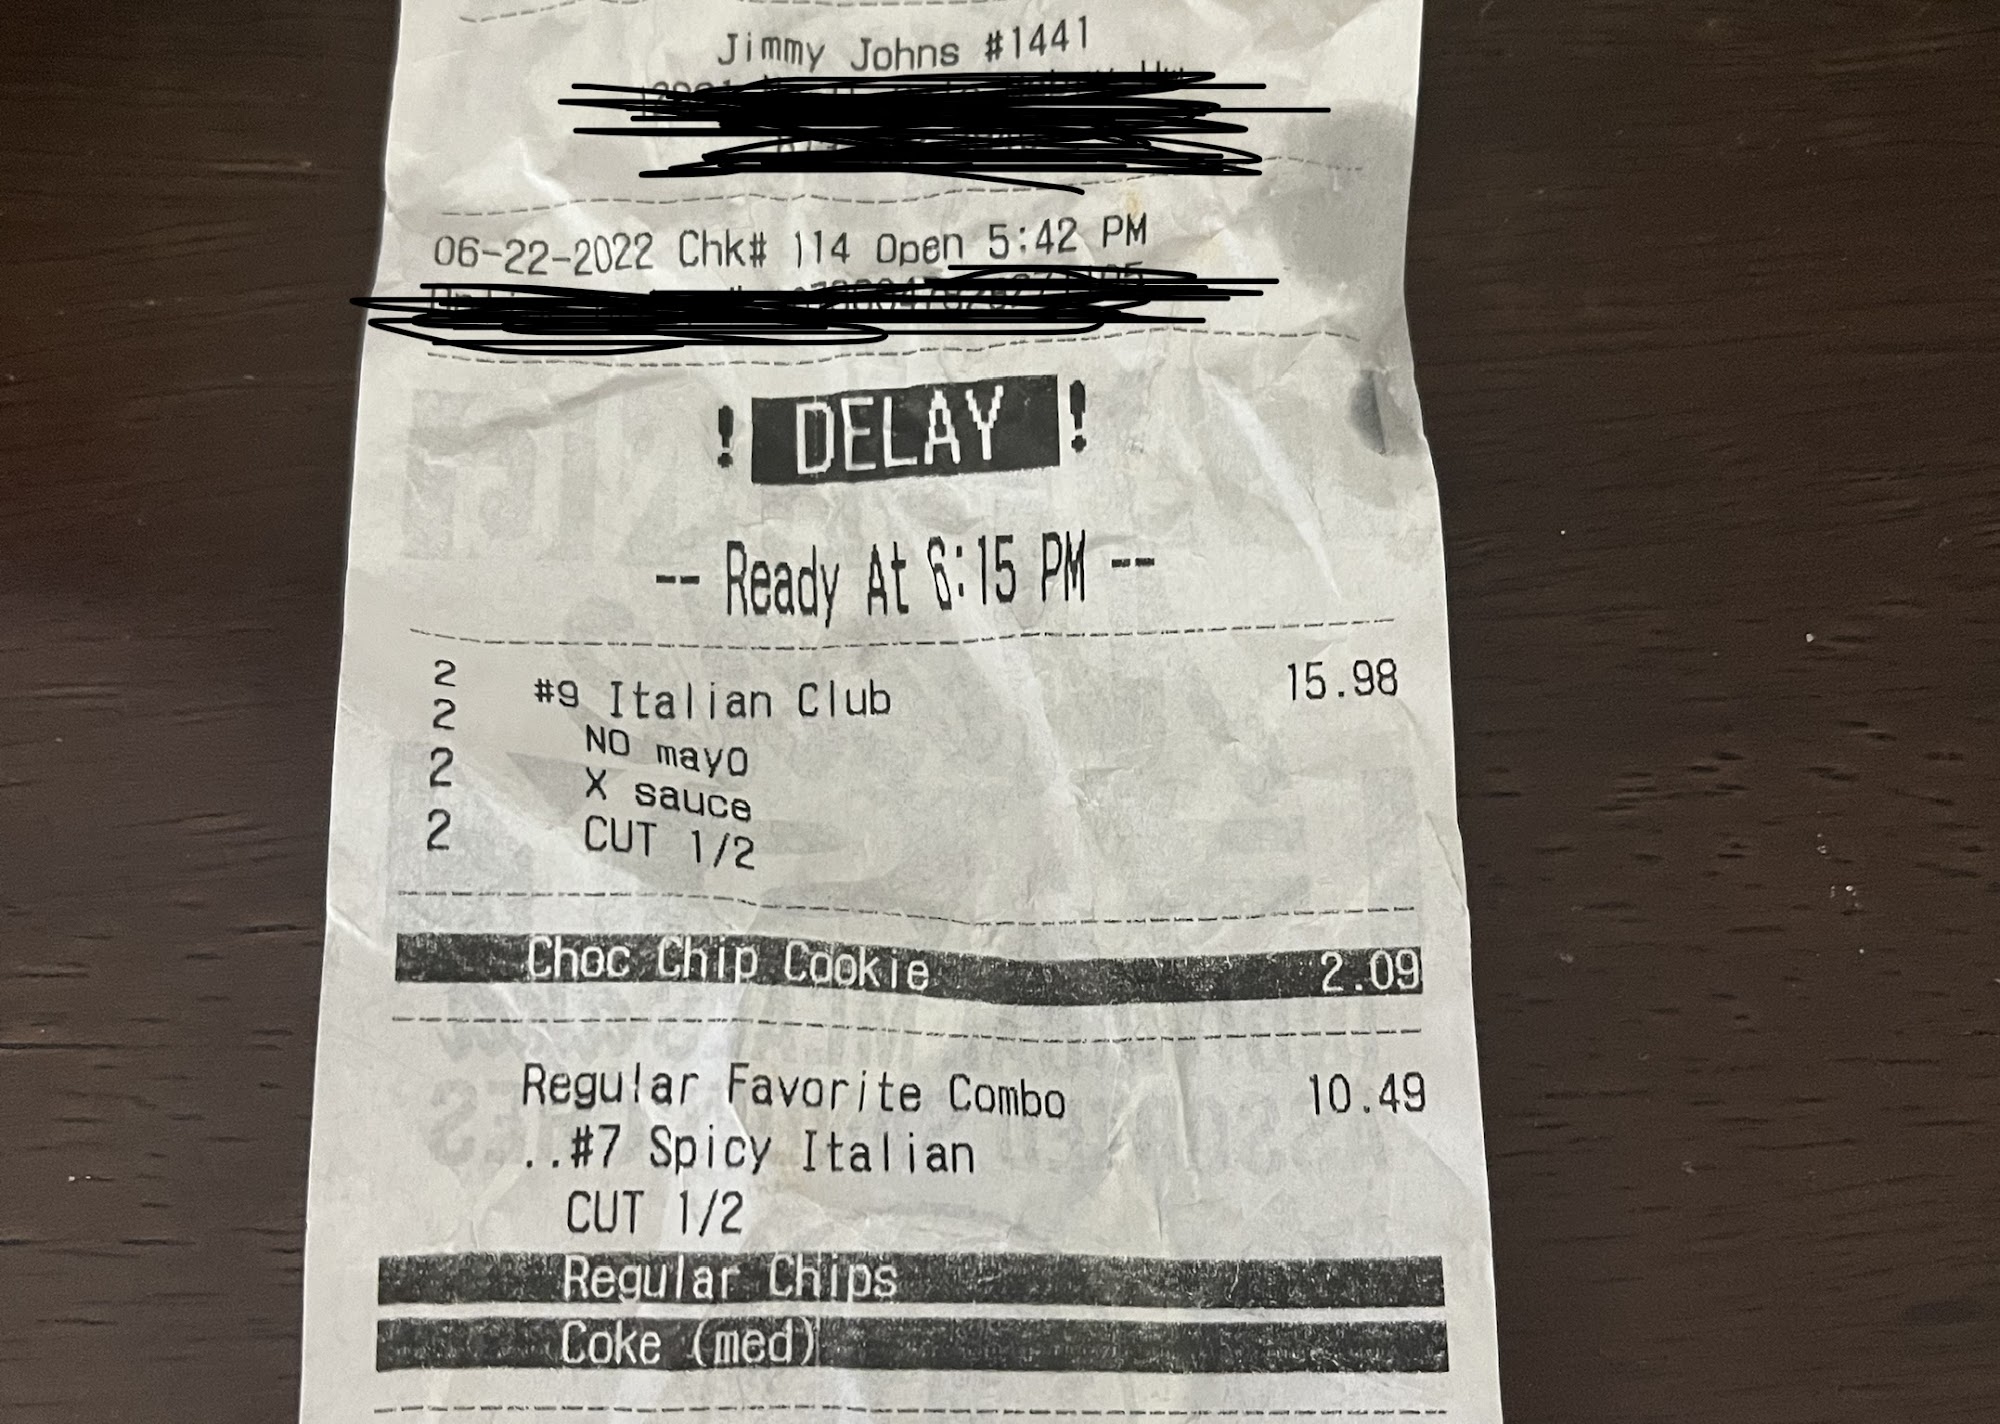 Jimmy Johns #1441
06-22-2022 Chk# 114 Open 5:42 PM
! DELAY !
-- Ready At 6:15 PM --
2 #9 Italian Club 15.98
2 NO mayo
2 X sauce
2 CUT 1/2
Choc Chip Cookie 2.09
Regular Favorite Combo 10.49
..#7 Spicy Italian
CUT 1/2
Regular Chips
Coke (med)